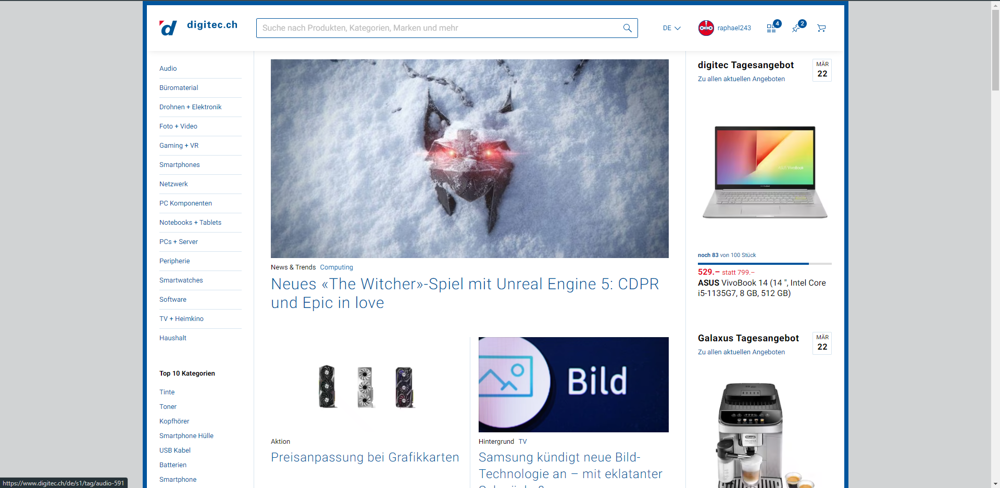 digitec.ch
Suche nach Produkten, Kategorien, Marken und mehr
DE
raphael243
4
2
Audio
Büromaterial
Drohnen + Elektronik
Foto + Video
Gaming + VR
Smartphones
Netzwerk
PC Komponenten
Notebooks + Tablets
PCs + Server
Peripherie
Smartwatches
Software
TV + Heimkino
Haushalt
Top 10 Kategorien
Tinte
Toner
Kopfhörer
Smartphone Hülle
USB Kabel
Batterien
Smartphone
News & Trends Computing
Neues «The Witcher»-Spiel mit Unreal Engine 5: CDPR
und Epic in love
Aktion
Preisanpassung bei Grafikkarten
Bild
Hintergrund TV
Samsung kündigt neue Bild-
Technologie an – mit eklatanter
digitec Tagesangebot
MÄR
22
Zu allen aktuellen Angeboten
ASUS VivoBook
noch 83 von 100 Stück
529.– statt 799.–
ASUS VivoBook 14 (14 ", Intel Core
i5-1135G7, 8 GB, 512 GB)
Galaxus Tagesangebot
MÄR
22
Zu allen aktuellen Angeboten
DeLonghi
https://www.digitec.ch/de/s1/tag/audio-591